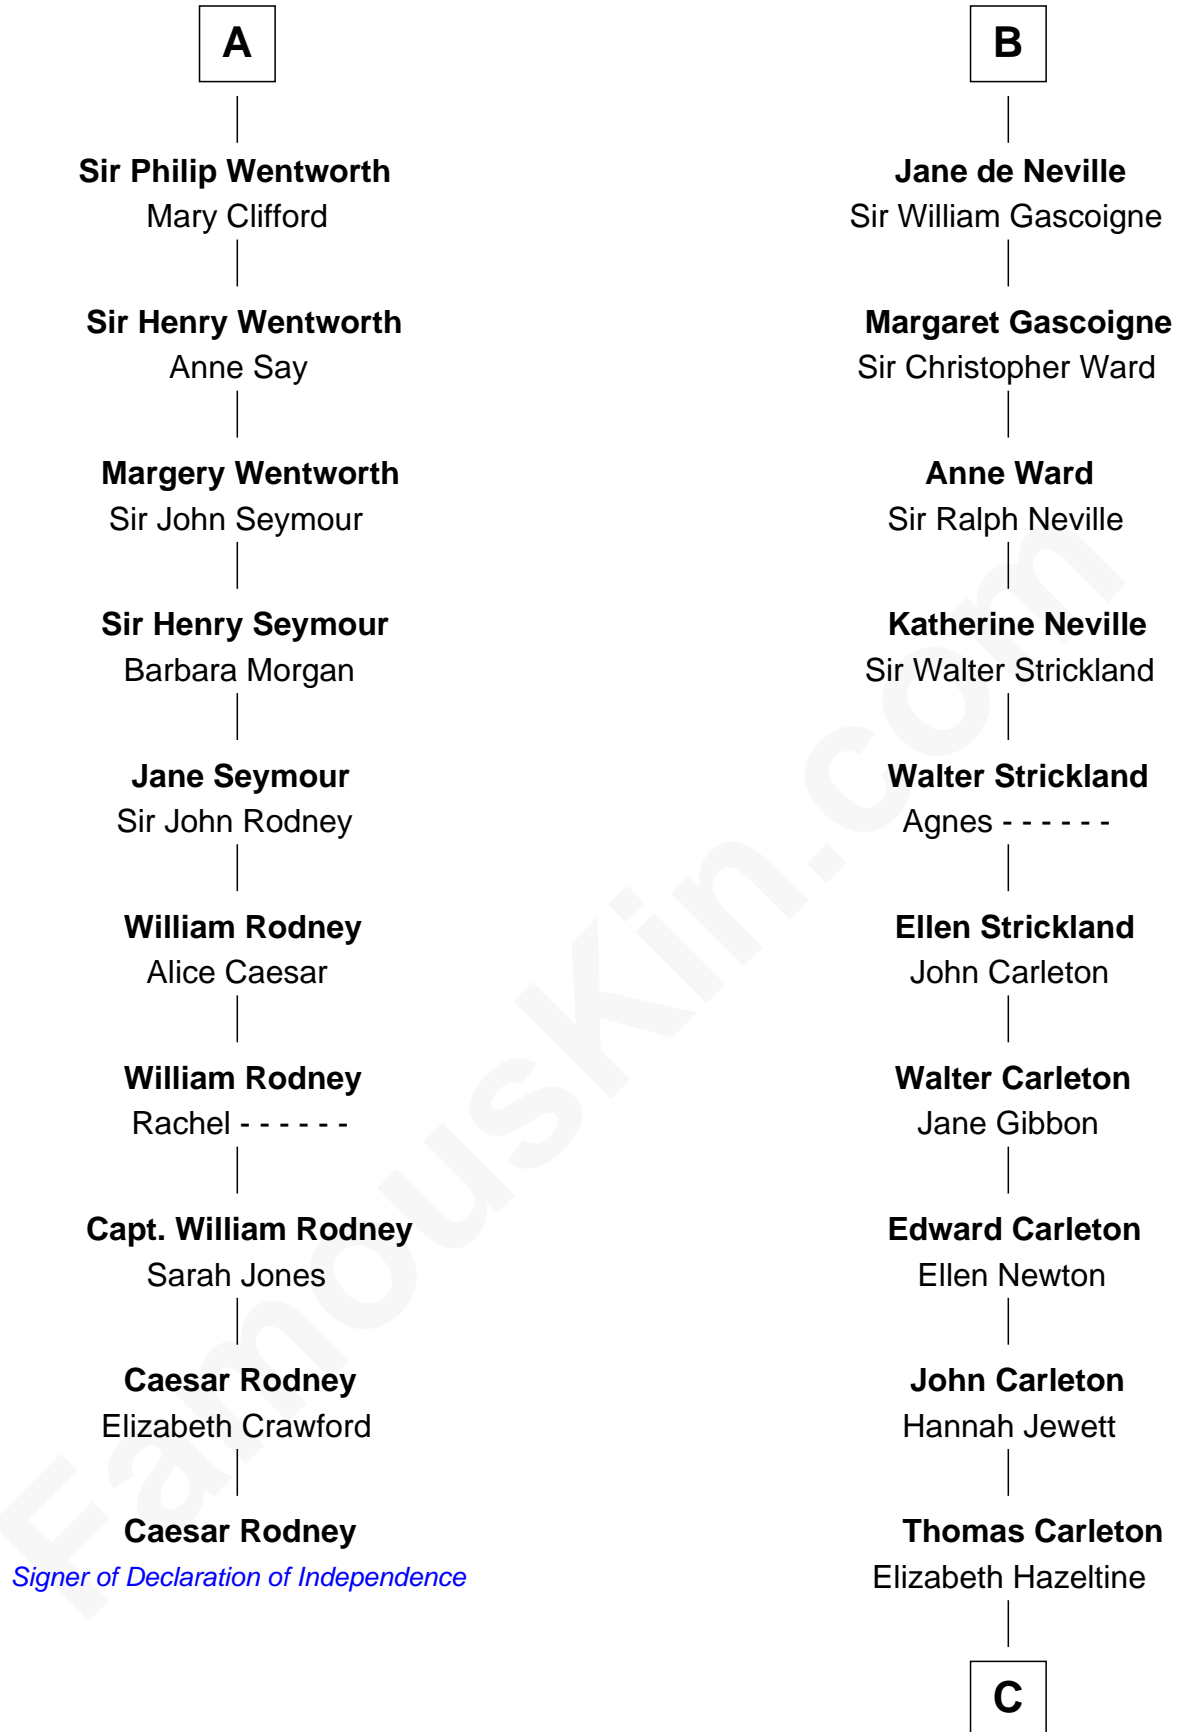 A
Sir Philip Wentworth
Mary Clifford
Sir Henry Wentworth
Anne Say
Margery Wentworth
Sir John Seymour
Sir Henry Seymour
Barbara Morgan
Jane Seymour
Sir John Rodney
William Rodney
Alice Caesar
William Rodney
Rachel - - - - - -
Capt. William Rodney
Sarah Jones
Caesar Rodney
Elizabeth Crawford
Caesar Rodney
Signer of Declaration of Independence
B
Jane de Neville
Sir William Gascoigne
Margaret Gascoigne
Sir Christopher Ward
Anne Ward
Sir Ralph Neville
Katherine Neville
Sir Walter Strickland
Walter Strickland
Agnes - - - - - -
Ellen Strickland
John Carleton
Walter Carleton
Jane Gibbon
Edward Carleton
Ellen Newton
John Carleton
Hannah Jewett
Thomas Carleton
Elizabeth Hazeltine
C
FamousKin.com